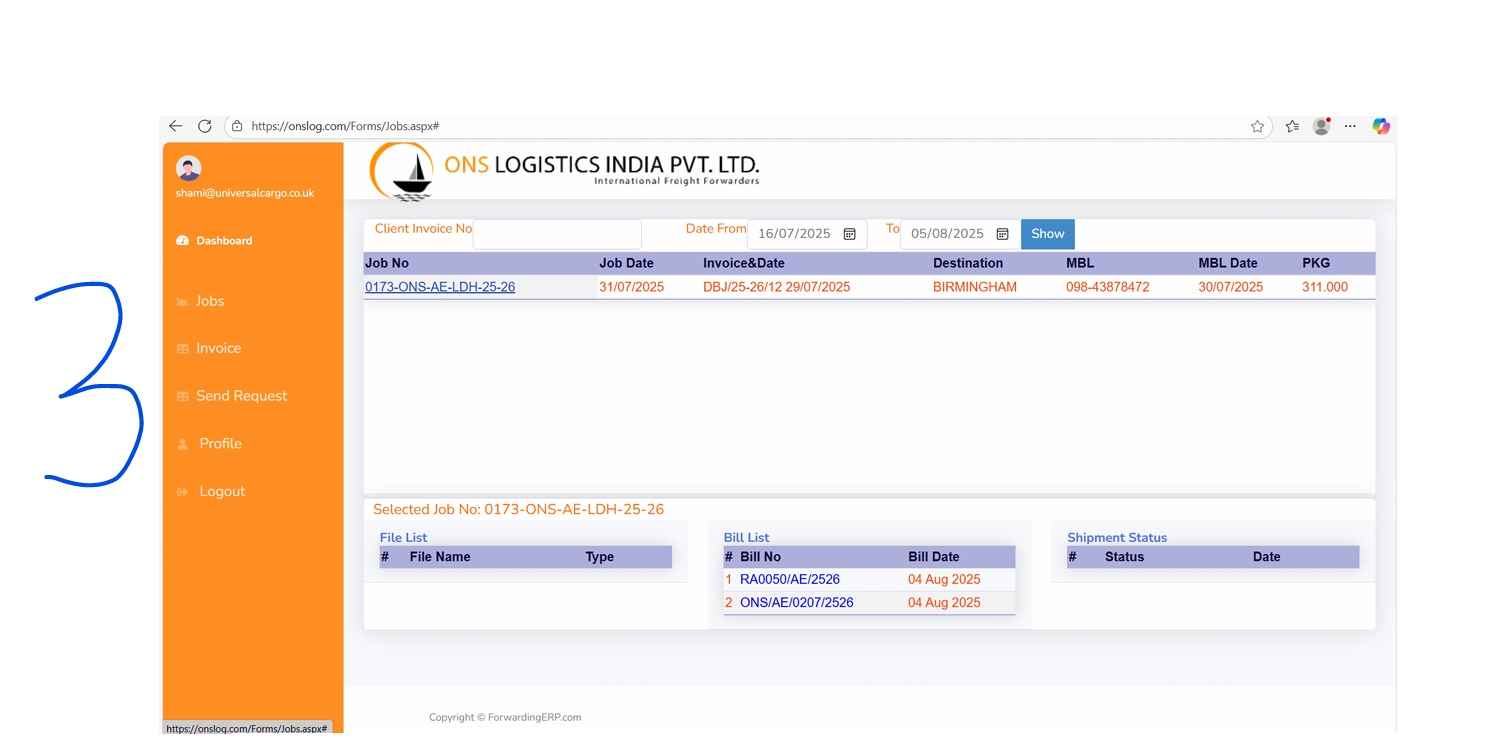 https://onslog.com/Forms/Jobs.aspx#
shami@universalcargo.co.uk
Dashboard
Jobs
Invoice
Send Request
Profile
Logout
3
ONS LOGISTICS INDIA PVT. LTD.
International Freight Forwarders
Client Invoice No Date From 16/07/2025 To 05/08/2025 Show
Job No Job Date Invoice&Date Destination MBL MBL Date PKG
0173-ONS-AE-LDH-25-26 31/07/2025 DBJ/25-26/12 29/07/2025 BIRMINGHAM 098-43878472 30/07/2025 311.000
Selected Job No: 0173-ONS-AE-LDH-25-26
File List
# File Name Type
Bill List
# Bill No Bill Date
1 RA0050/AE/2526 04 Aug 2025
2 ONS/AE/0207/2526 04 Aug 2025
Shipment Status
# Status Date
Copyright © ForwardingERP.com
https://onslog.com/Forms/Jobs.aspx#